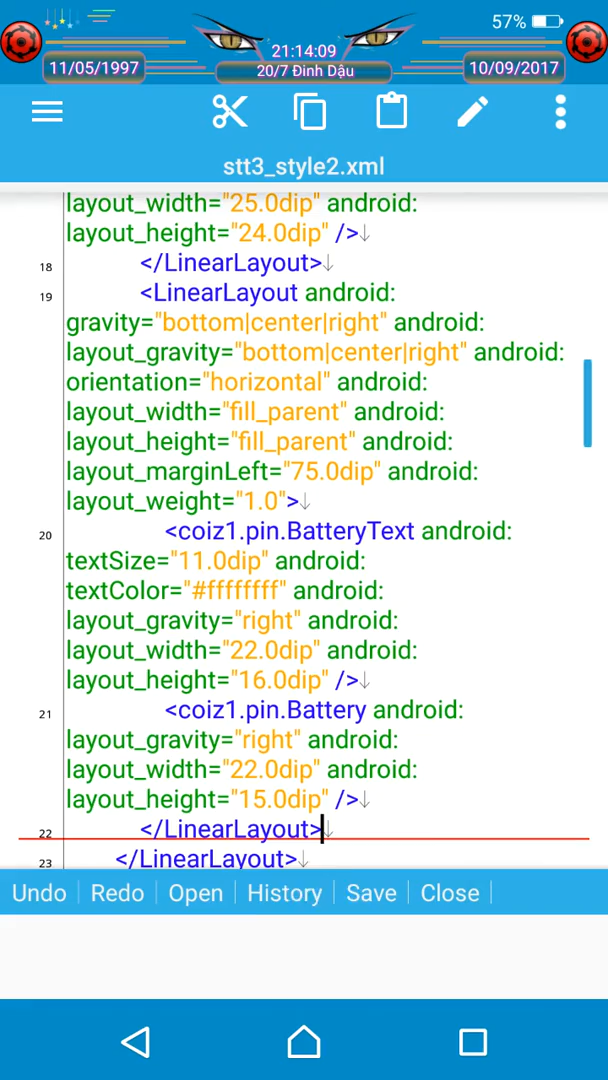 57%
21:14:09
11/05/1997
20/7 Đinh Dậu
10/09/2017
stt3_style2.xml
layout_width="25.0dip" android:
layout_height="24.0dip" />↓
18 </LinearLayout>↓
19 <LinearLayout android:
gravity="bottom|center|right" android:
layout_gravity="bottom|center|right" android:
orientation="horizontal" android:
layout_width="fill_parent" android:
layout_height="fill_parent" android:
layout_marginLeft="75.0dip" android:
layout_weight="1.0">↓
20 <coiz1.pin.BatteryText android:
textSize="11.0dip" android:
textColor="#ffffffff" android:
layout_gravity="right" android:
layout_width="22.0dip" android:
layout_height="16.0dip" />↓
21 <coiz1.pin.Battery android:
layout_gravity="right" android:
layout_width="22.0dip" android:
layout_height="15.0dip" />↓
22 </LinearLayout>↓
23 </LinearLayout>↓
Undo Redo Open History Save Close